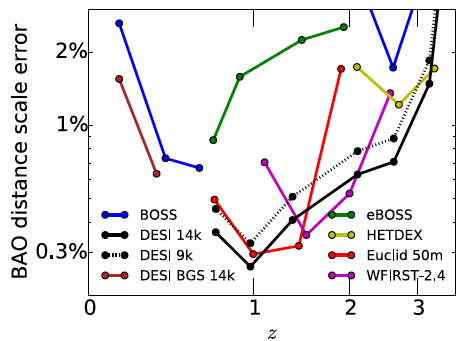 BAO distance scale error
2%
1%
0.3%
BOSS
DESI 14k
DESI 9k
DESI BGS 14k
eBOSS
HETDEX
Euclid 50m
WFIRST-2.4
0 1 2 3
z